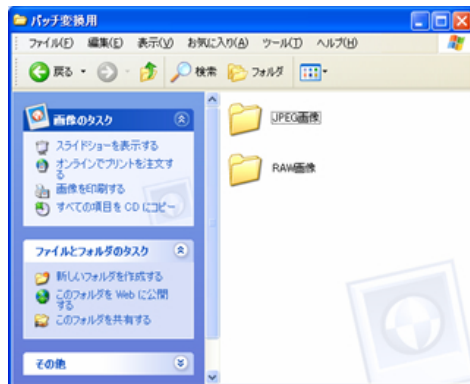 バッチ変換用
ファイル(F) 編集(E) 表示(V) お気に入り(A) ツール(T) ヘルプ(H)
戻る 検索 フォルダ
画像のタスク
スライドショーを表示する
オンラインでプリントを注文す
る
画像を印刷する
すべての項目を CD にコピー
ファイルとフォルダのタスク
新しいフォルダを作成する
このフォルダを Web に公開
する
このフォルダを共有する
その他
JPEG画像
RAW画像